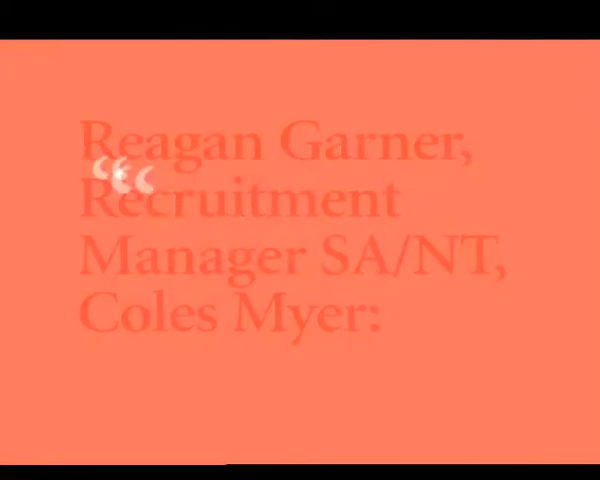 Reagan Garner,
“
Recruitment
Manager SA/NT,
Coles Myer: